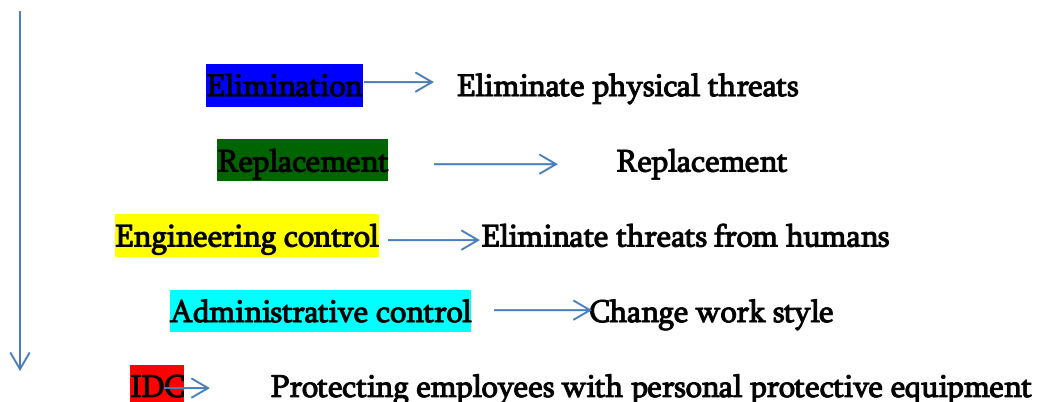 Elimination Eliminate physical threats
Replacement Replacement
Engineering control Eliminate threats from humans
Administrative control Change work style
IDC Protecting employees with personal protective equipment